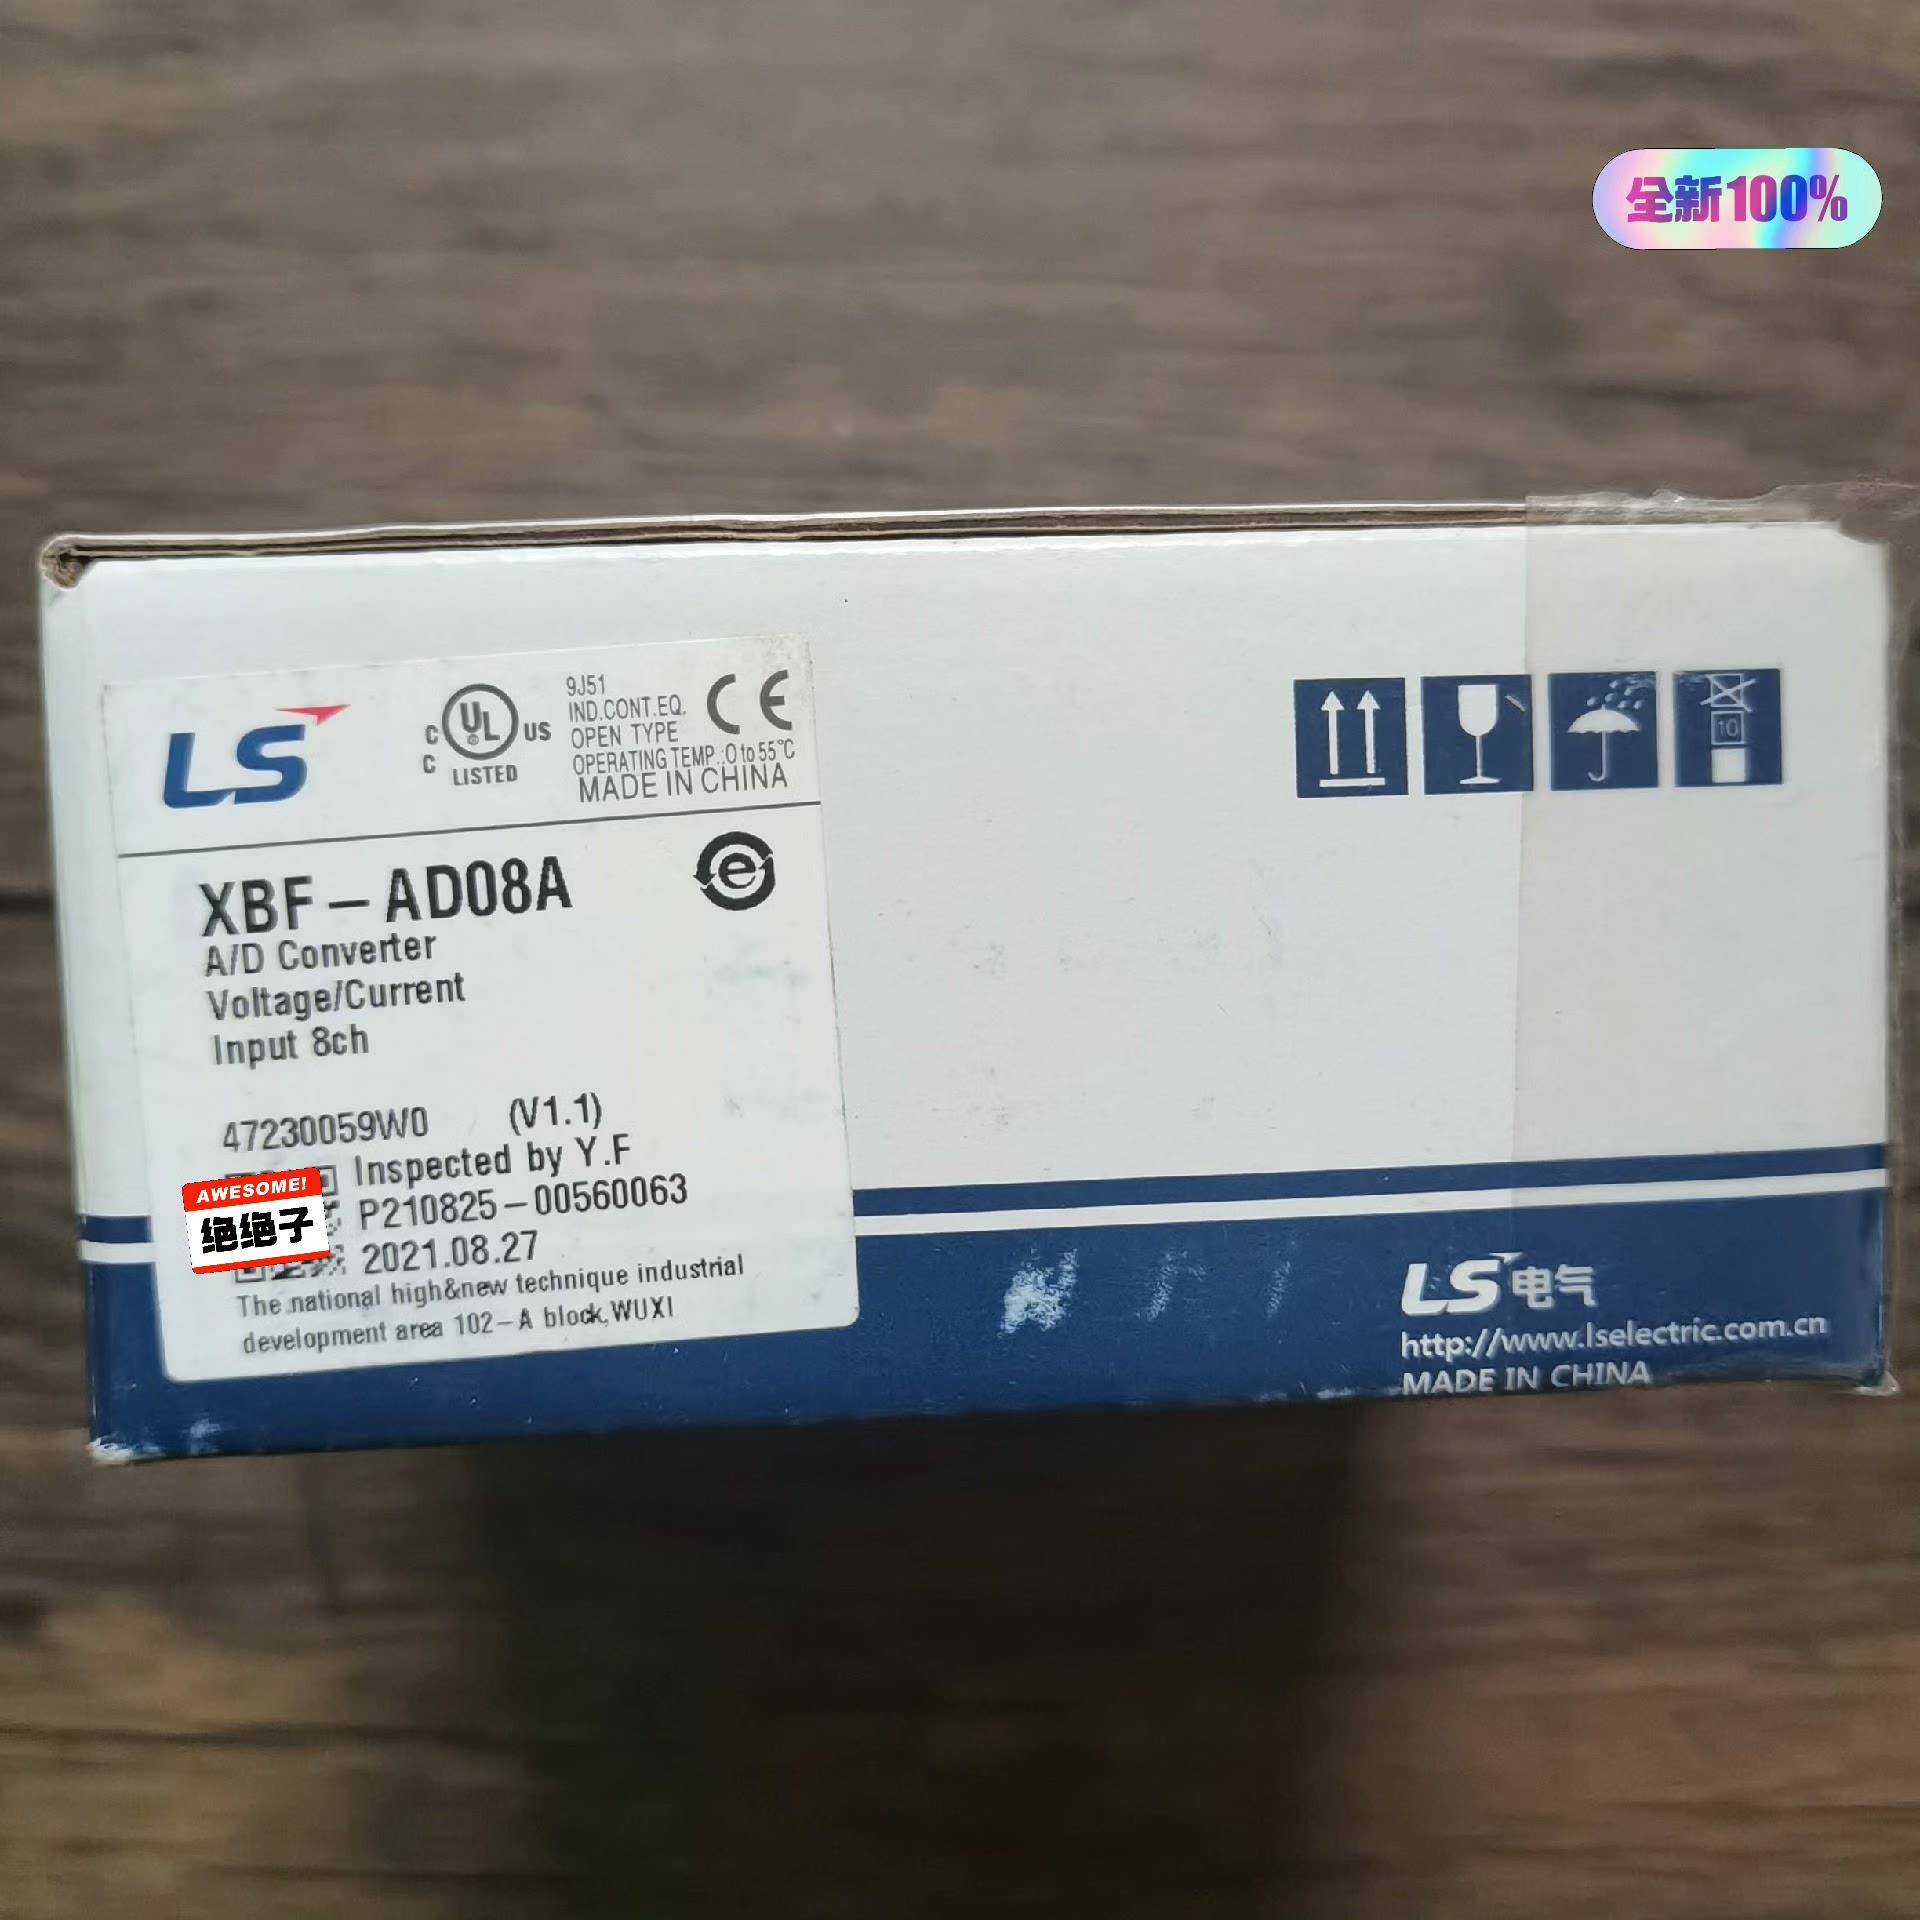 全新100%
LS
C UL US
C LISTED
®
9J51
IND.CONT.EQ.
OPEN TYPE
OPERATING TEMP.:0 to 55℃
MADE IN CHINA
CE
XBF-AD08A
e
A/D Converter
Voltage/Current
Input 8ch
47230059W0 (V1.1)
Inspected by Y.F
P210825-00560063
2021.08.27
AWESOME!
绝绝子
The national high&new technique industrial
development area 102-A block,WUXI
10
LS电气
http://www.lselectric.com.cn
MADE IN CHINA